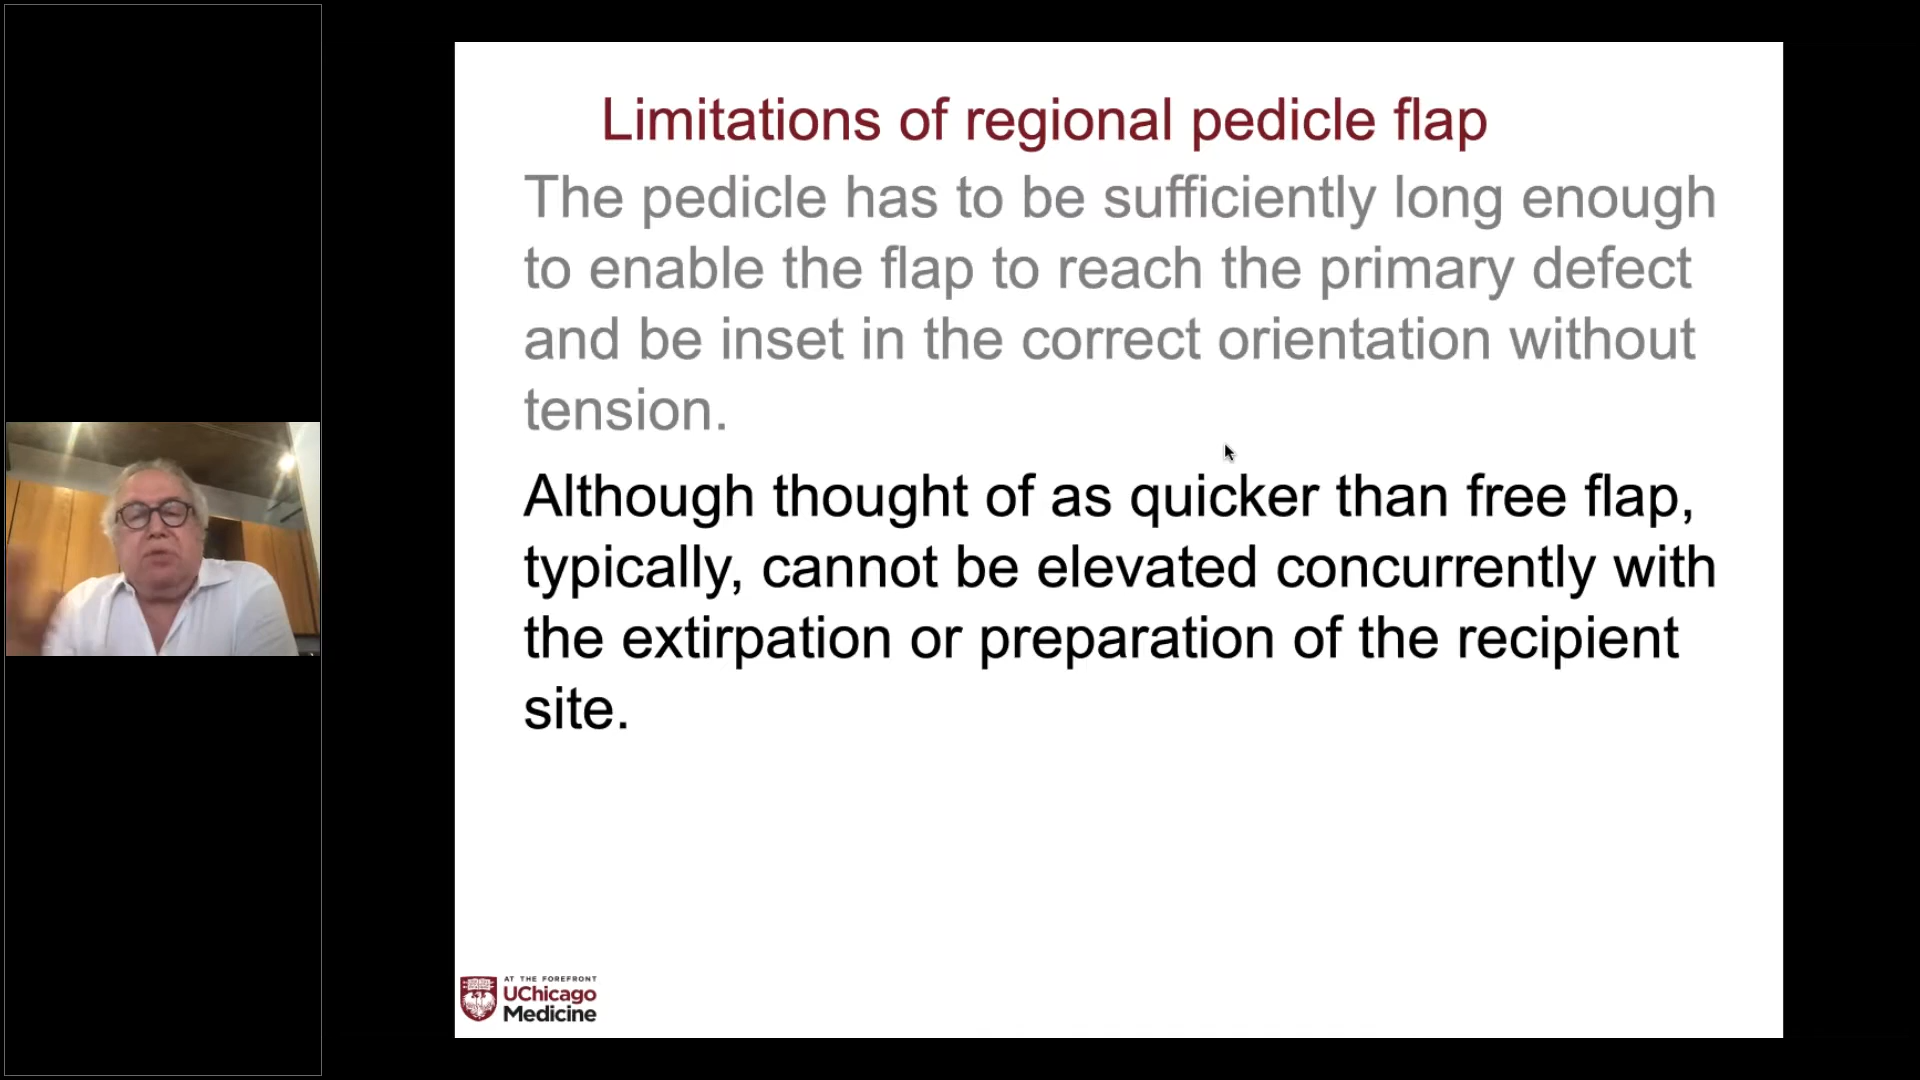 Limitations of regional pedicle flap
The pedicle has to be sufficiently long enough
to enable the flap to reach the primary defect
and be inset in the correct orientation without
tension.
Although thought of as quicker than free flap,
typically, cannot be elevated concurrently with
the extirpation or preparation of the recipient
site.
AT THE FOREFRONT
UChicago
Medicine